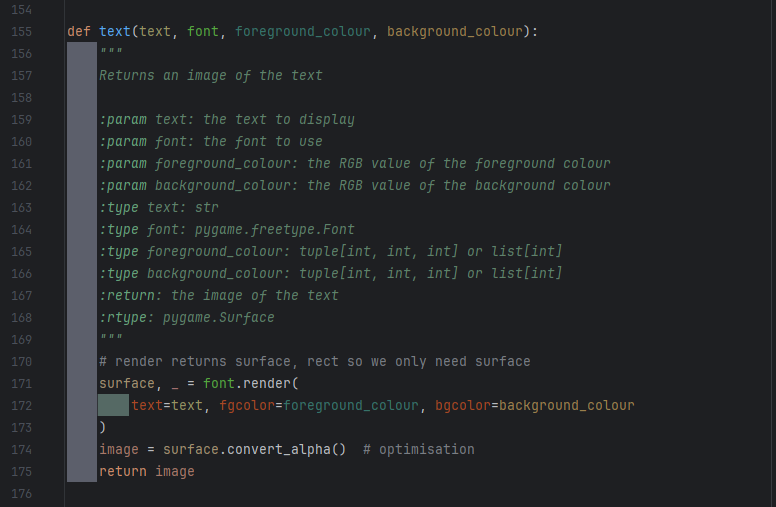 154
155 def text(text, font, foreground_colour, background_colour):
156 """
157 Returns an image of the text
158
159 :param text: the text to display
160 :param font: the font to use
161 :param foreground_colour: the RGB value of the foreground colour
162 :param background_colour: the RGB value of the background colour
163 :type text: str
164 :type font: pygame.freetype.Font
165 :type foreground_colour: tuple[int, int, int] or list[int]
166 :type background_colour: tuple[int, int, int] or list[int]
167 :return: the image of the text
168 :rtype: pygame.Surface
169 """
170 # render returns surface, rect so we only need surface
171 surface, _ = font.render(
172 text=text, fgcolor=foreground_colour, bgcolor=background_colour
173 )
174 image = surface.convert_alpha()  # optimisation
175 return image
176